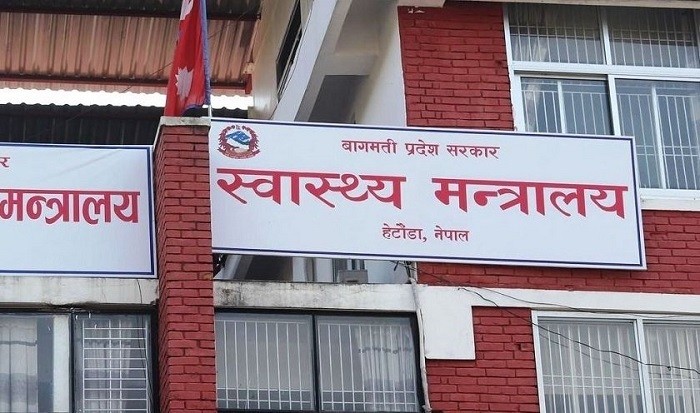 बागमती प्रदेश सरकार
स्वास्थ्य मन्त्रालय
हेटौडा, नेपाल
मन्त्रालय